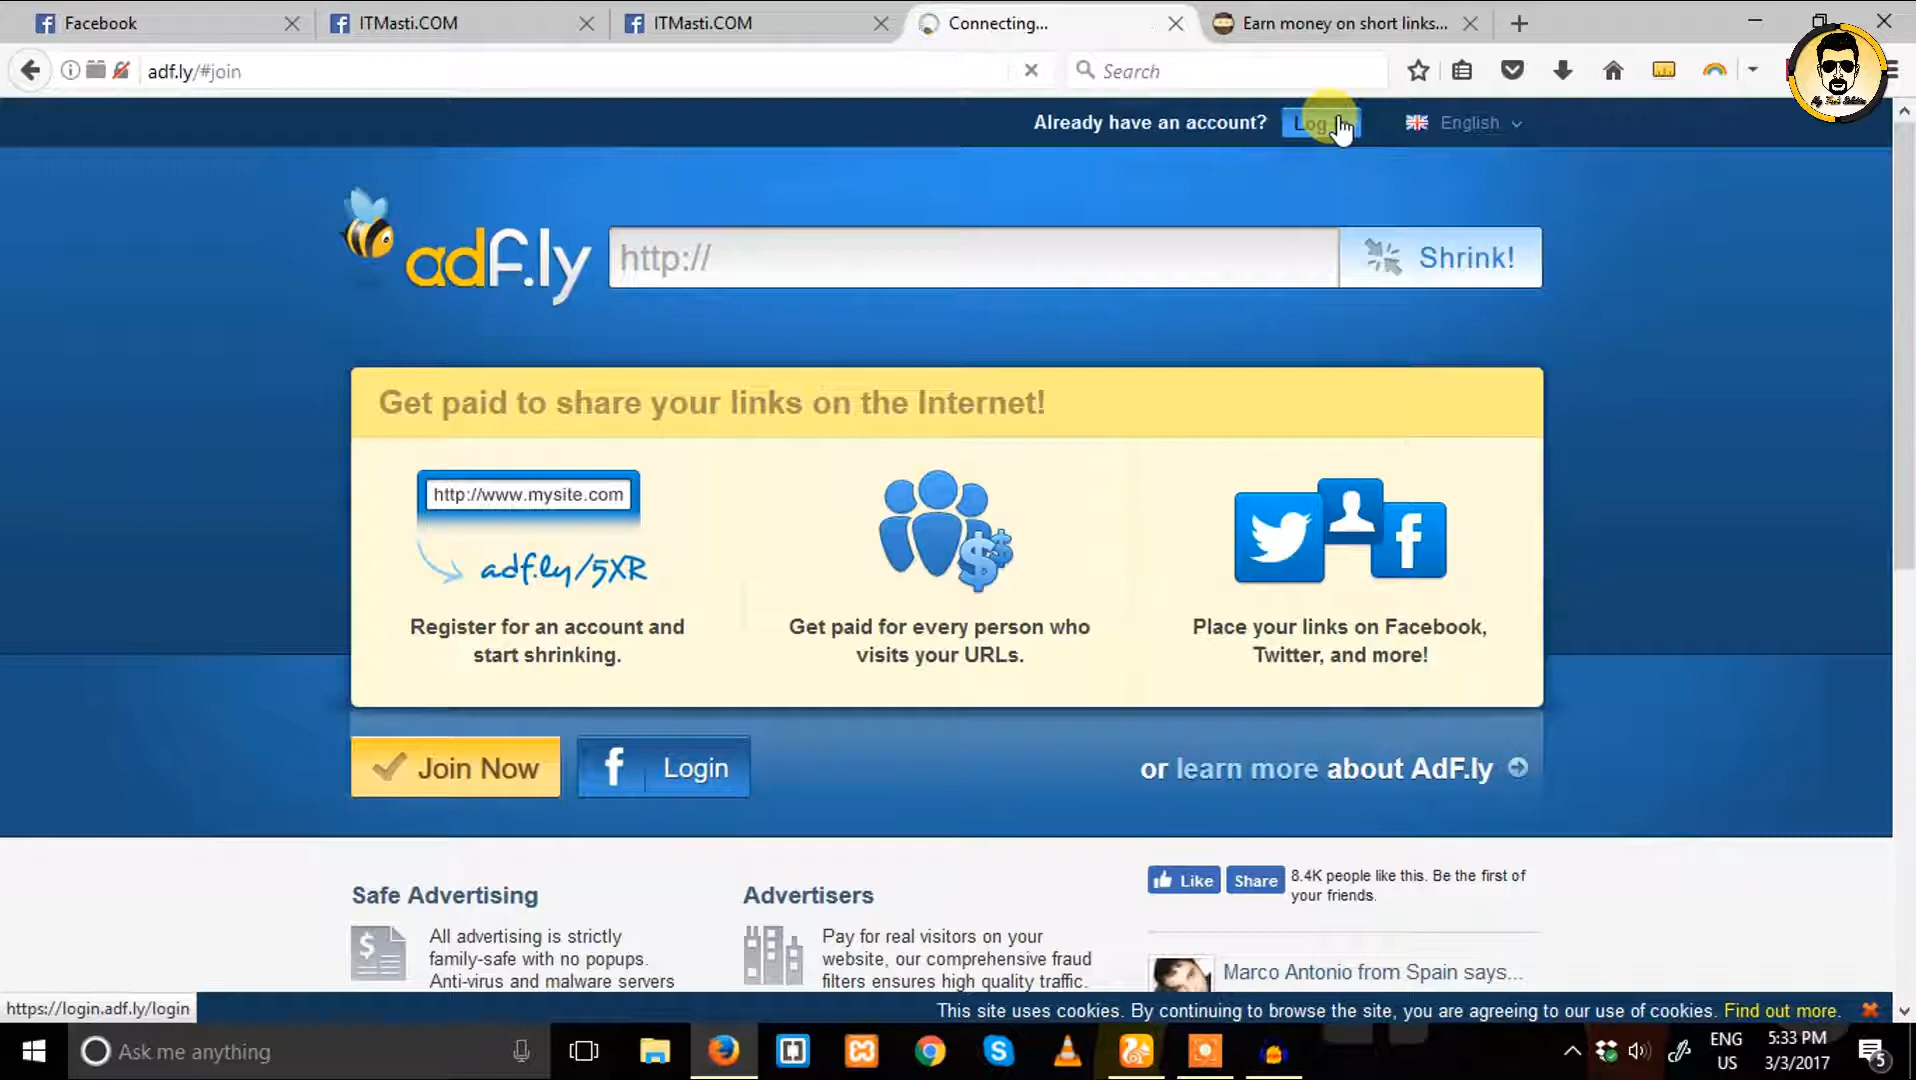 Facebook
ITMasti.COM
ITMasti.COM
Connecting...
Earn money on short links...
adf.ly/#join
Search
Already have an account?
Log
English
adf.ly
http://
Shrink!
Get paid to share your links on the Internet!
http://www.mysite.com
adf.ly/5XR
Register for an account and
start shrinking.
Get paid for every person who
visits your URLs.
Place your links on Facebook,
Twitter, and more!
Join Now
Login
or learn more about AdF.ly
Safe Advertising
All advertising is strictly
family-safe with no popups.
Anti-virus and malware servers
Advertisers
Pay for real visitors on your
website, our comprehensive fraud
filters ensures high quality traffic.
Like
Share
8.4K people like this. Be the first of
your friends.
Marco Antonio from Spain says...
https://login.adf.ly/login
This site uses cookies. By continuing to browse the site, you are agreeing to our use of cookies. Find out more.
Ask me anything
ENG
US
5:33 PM
3/3/2017
5